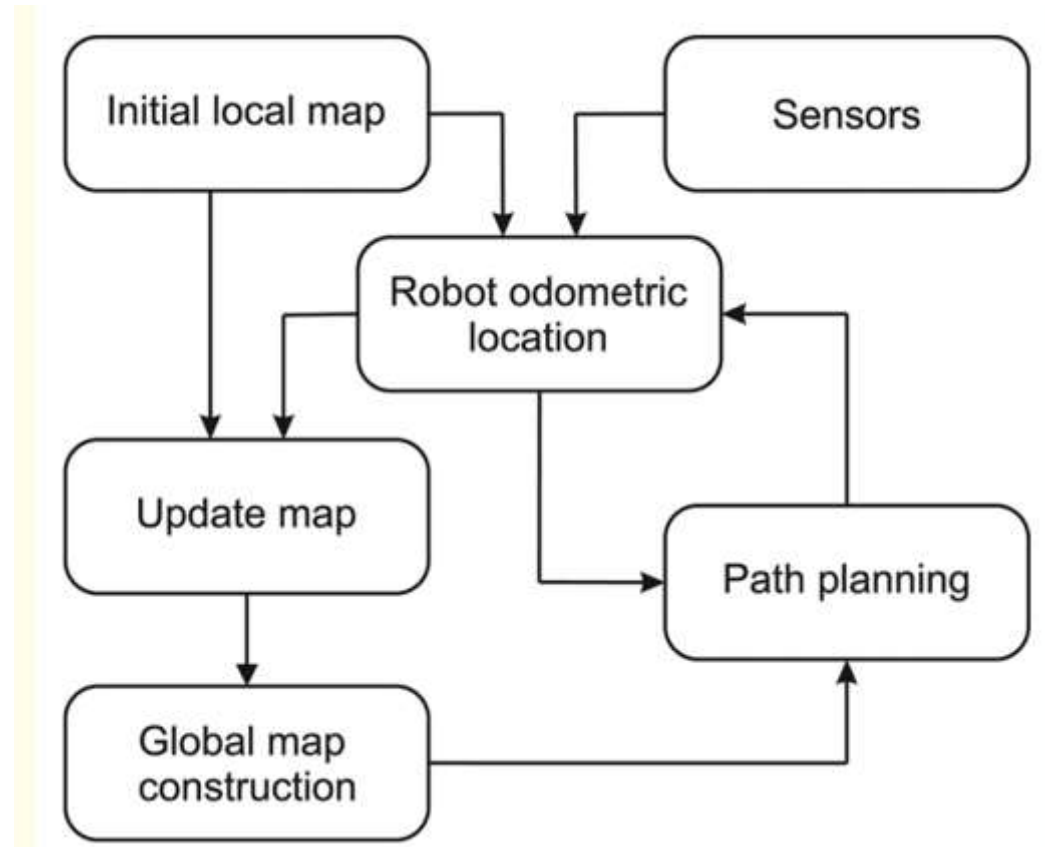 Initial local map
Sensors
Robot odometric
location
Update map
Path planning
Global map
construction